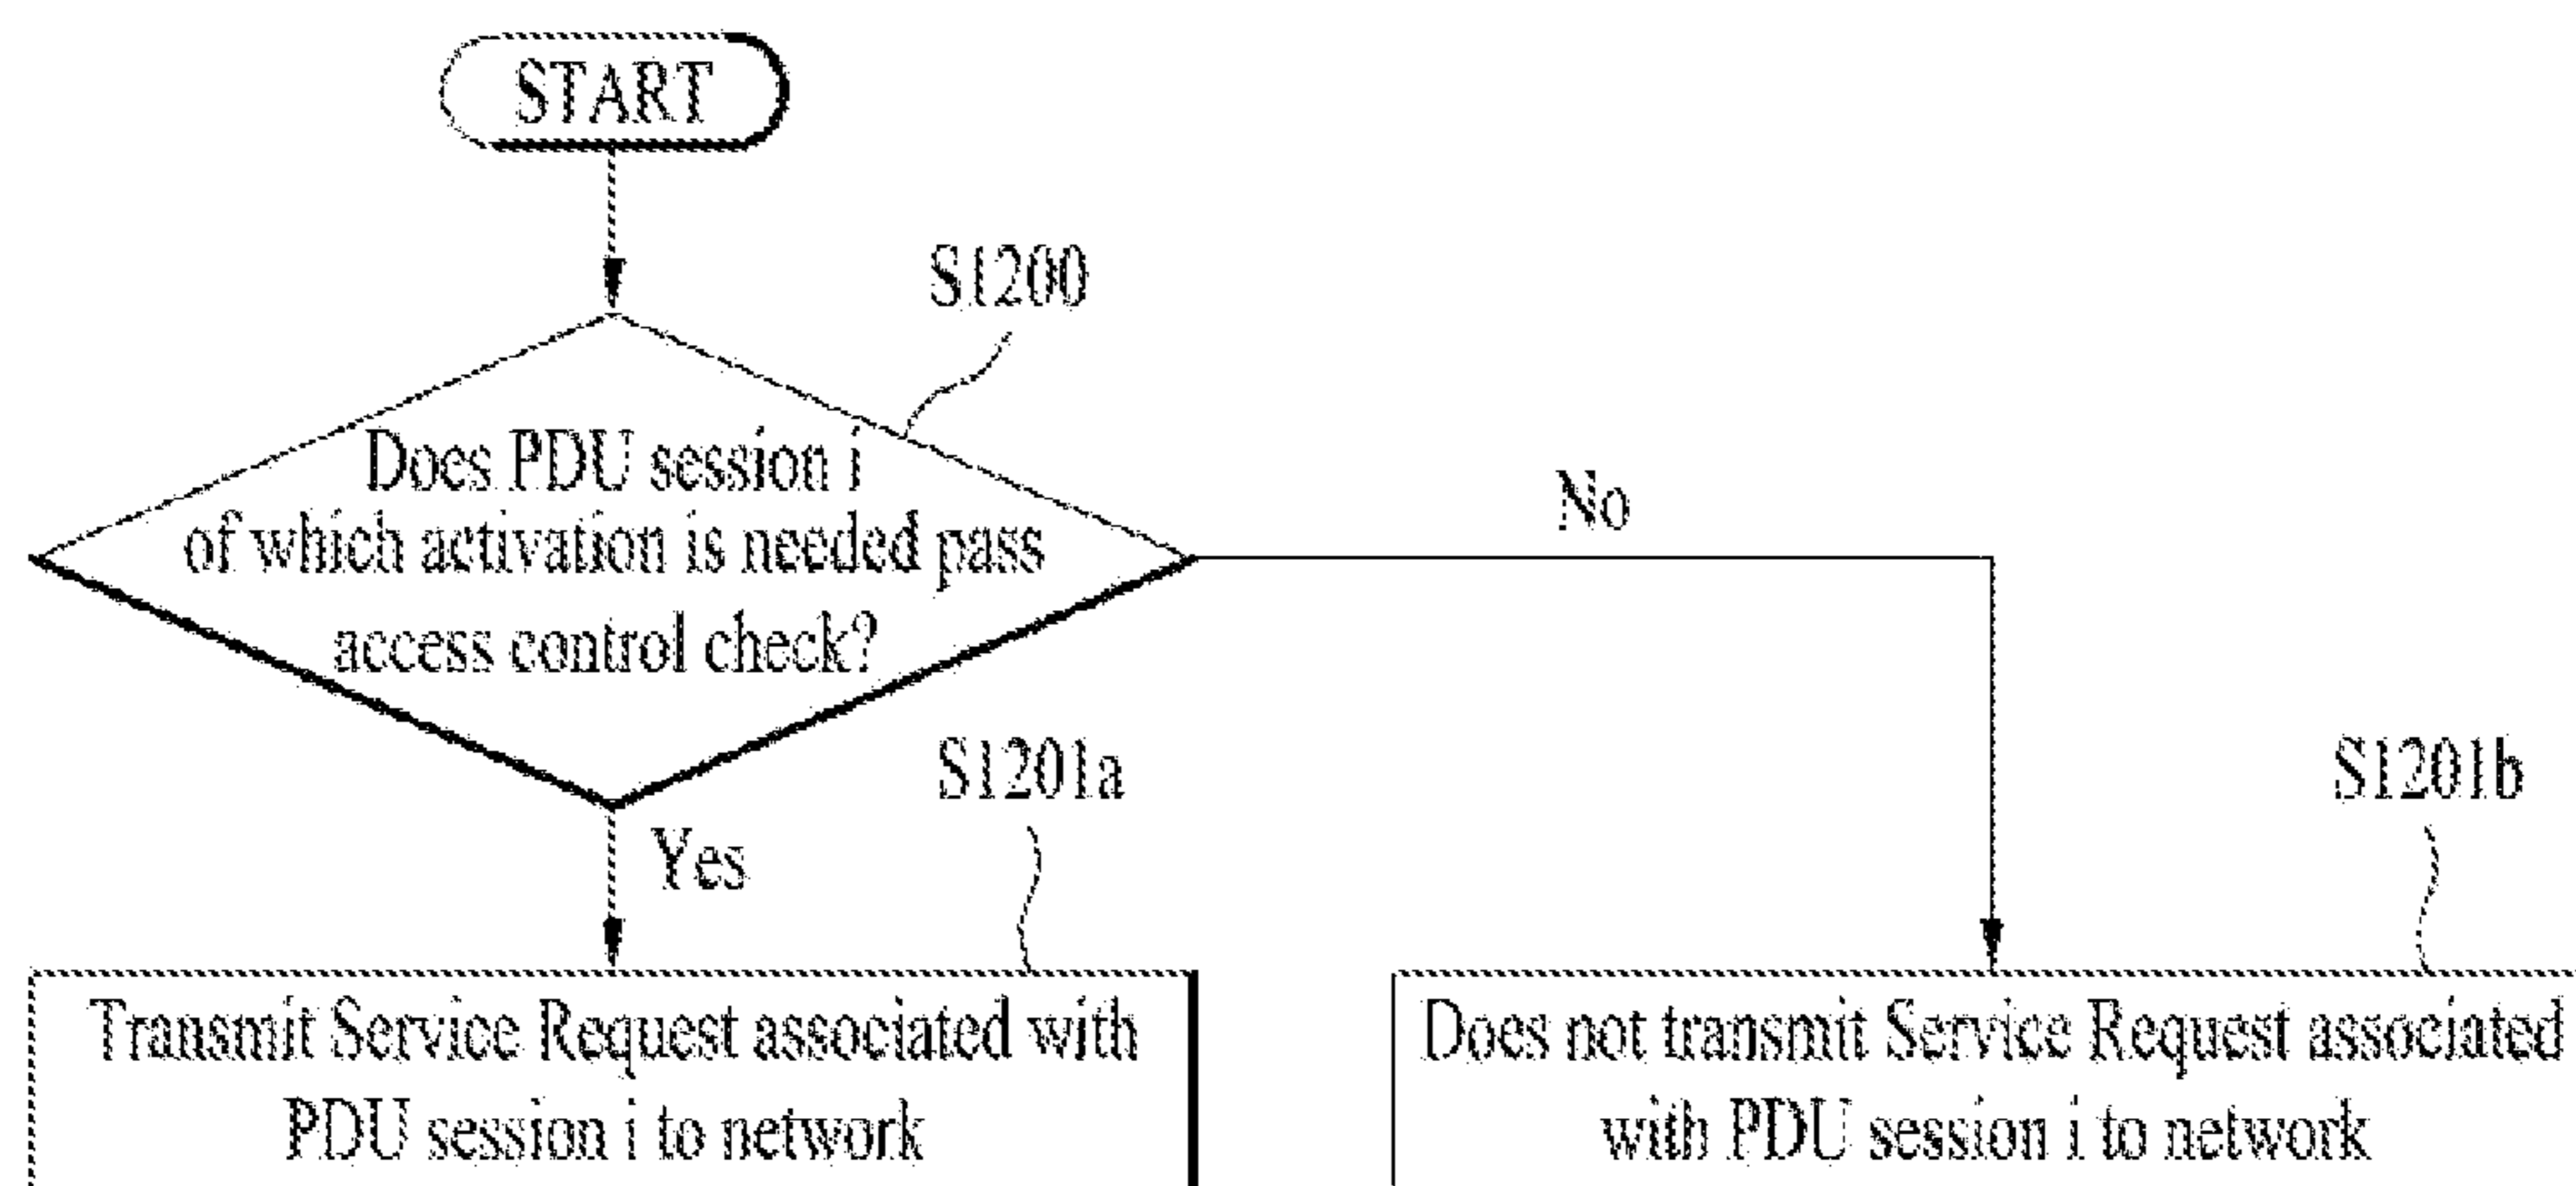 START
S1200
Does PDU session i
of which activation is needed pass
access control check?
No
Yes
S1201a
S1201b
Transmit Service Request associated with
PDU session i to network
Does not transmit Service Request associated
with PDU session i to network